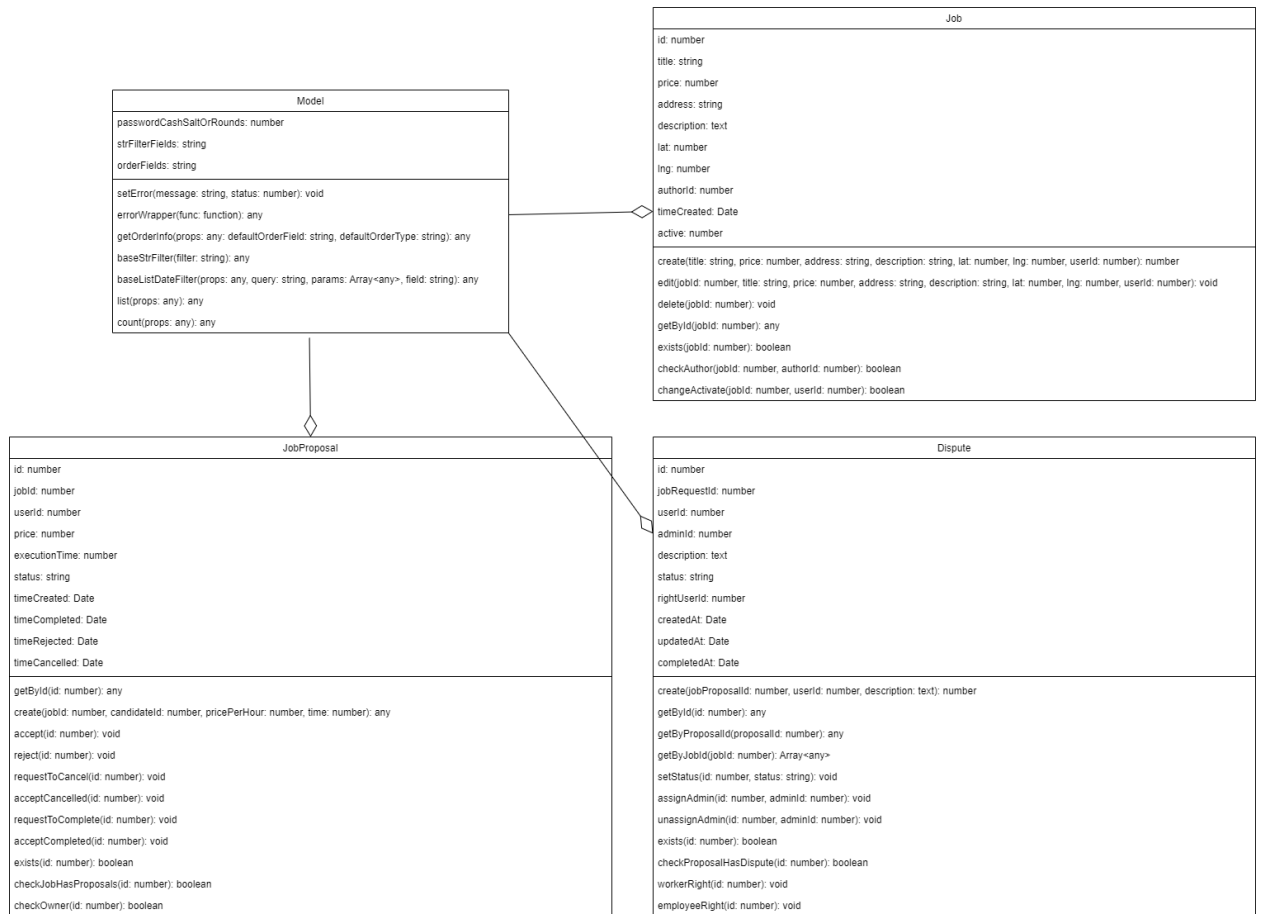 Job
id: number
title: string
price: number
address: string
description: text
lat: number
lng: number
authorId: number
timeCreated: Date
active: number
create(title: string, price: number, address: string, description: string, lat: number, lng: number, userId: number): number
edit(jobId: number, title: string, price: number, address: string, description: string, lat: number, lng: number, userId: number): void
delete(jobId: number): void
getById(jobId: number): any
exists(jobId: number): boolean
checkAuthor(jobId: number, authorId: number): boolean
changeActivate(jobId: number, userId: number): boolean
Model
passwordCashSaltOrRounds: number
strFilterFields: string
orderFields: string
setError(message: string, status: number): void
errorWrapper(func: function): any
getOrderInfo(props: any: defaultOrderField: string, defaultOrderType: string): any
baseStrFilter(filter: string): any
baseListDateFilter(props: any, query: string, params: Array<any>, field: string): any
list(props: any): any
count(props: any): any
JobProposal
id: number
jobId: number
userId: number
price: number
executionTime: number
status: string
timeCreated: Date
timeCompleted: Date
timeRejected: Date
timeCancelled: Date
getById(id: number): any
create(jobId: number, candidateId: number, pricePerHour: number, time: number): any
accept(id: number): void
reject(id: number): void
requestToCancel(id: number): void
acceptCancelled(id: number): void
requestToComplete(id: number): void
acceptCompleted(id: number): void
exists(id: number): boolean
checkJobHasProposals(id: number): boolean
checkOwner(id: number): boolean
Dispute
id: number
jobRequestId: number
userId: number
adminId: number
description: text
status: string
rightUserId: number
createdAt: Date
updatedAt: Date
completedAt: Date
create(jobProposalId: number, userId: number, description: text): number
getById(id: number): any
getByProposalId(proposalId: number): any
getByJobId(jobId: number): Array<any>
setStatus(id: number, status: string): void
assignAdmin(id: number, adminId: number): void
unassignAdmin(id: number, adminId: number): void
exists(id: number): boolean
checkProposalHasDispute(id: number): boolean
workerRight(id: number): void
employeeRight(id: number): void